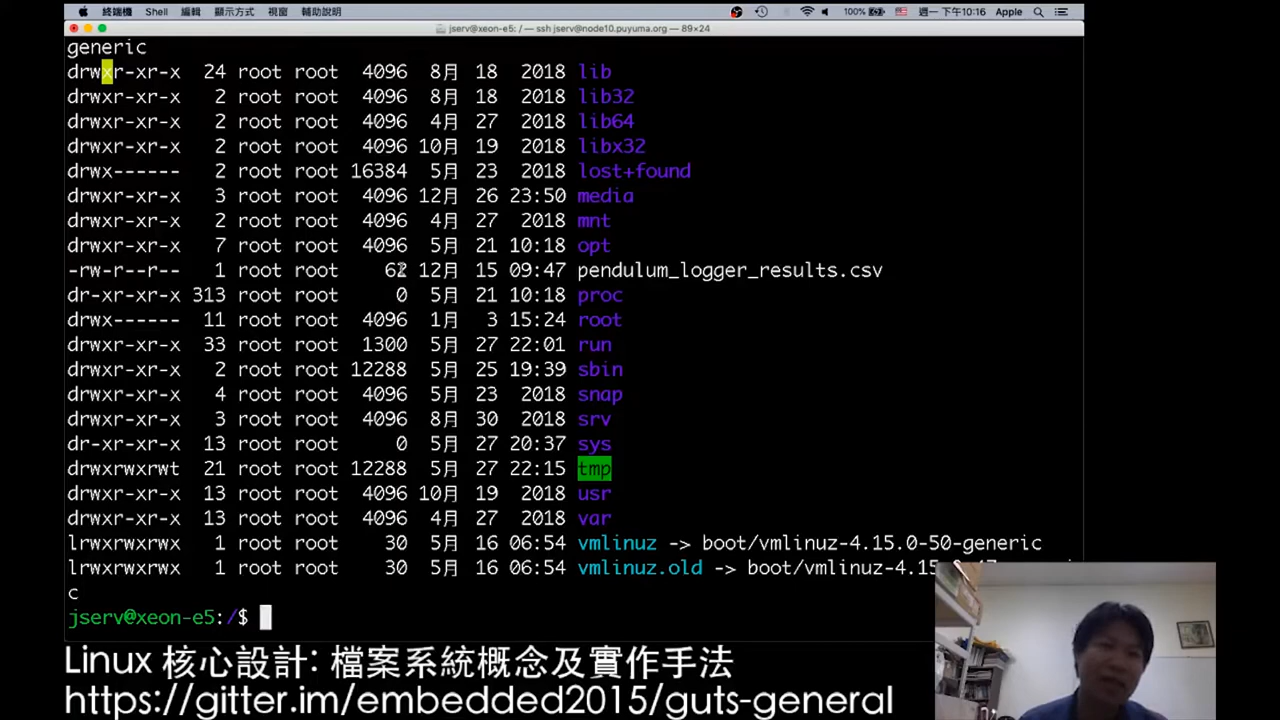 終端機 Shell 編輯 顯示方式 視窗 輔助說明 100% 週一 下午10:16 Apple
jserv@xeon-e5: / — ssh jserv@node10.puyuma.org — 89×24
generic
drwxr-xr-x 24 root root 4096 8月 18 2018 lib
drwxr-xr-x 2 root root 4096 8月 18 2018 lib32
drwxr-xr-x 2 root root 4096 4月 27 2018 lib64
drwxr-xr-x 2 root root 4096 10月 19 2018 libx32
drwx------ 2 root root 16384 5月 23 2018 lost+found
drwxr-xr-x 3 root root 4096 12月 26 23:50 media
drwxr-xr-x 2 root root 4096 4月 27 2018 mnt
drwxr-xr-x 7 root root 4096 5月 21 10:18 opt
-rw-r--r-- 1 root root 62 12月 15 09:47 pendulum_logger_results.csv
dr-xr-xr-x 313 root root 0 5月 21 10:18 proc
drwx------ 11 root root 4096 1月 3 15:24 root
drwxr-xr-x 33 root root 1300 5月 27 22:01 run
drwxr-xr-x 2 root root 12288 5月 25 19:39 sbin
drwxr-xr-x 4 root root 4096 5月 23 2018 snap
drwxr-xr-x 3 root root 4096 8月 30 2018 srv
dr-xr-xr-x 13 root root 0 5月 27 20:37 sys
drwxrwxrwt 21 root root 12288 5月 27 22:15 tmp
drwxr-xr-x 13 root root 4096 10月 19 2018 usr
drwxr-xr-x 13 root root 4096 4月 27 2018 var
lrwxrwxrwx 1 root root 30 5月 16 06:54 vmlinuz -> boot/vmlinuz-4.15.0-50-generic
lrwxrwxrwx 1 root root 30 5月 16 06:54 vmlinuz.old -> boot/vmlinuz-4.15
c
jserv@xeon-e5:/$
Linux 核心設計: 檔案系統概念及實作手法
https://gitter.im/embedded2015/guts-general